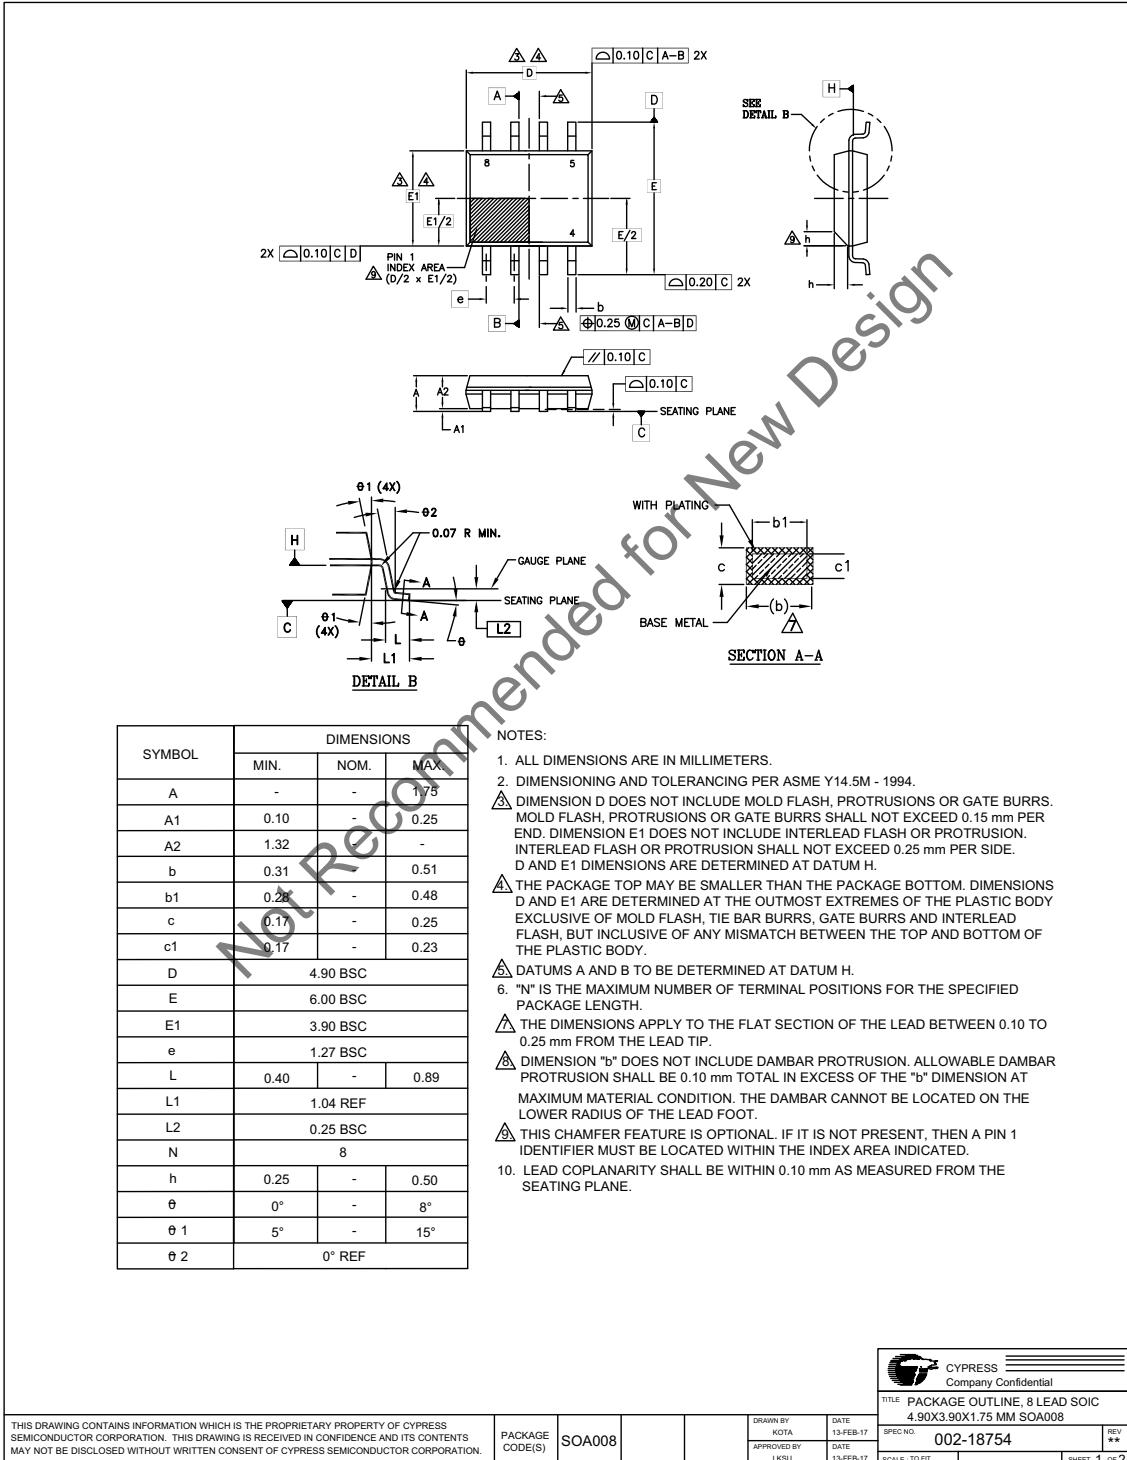 3 4
D
0.10 C A-B 2X
A
5
D
8 5
3 4
E1
E1/2
E
E/2
4
2X 0.10 C D
PIN 1
INDEX AREA
9 (D/2 x E1/2)
0.20 C 2X
e
b
B
5
0.25 M C A-B D
H
SEE
DETAIL B
9 h
h
// 0.10 C
A A2
0.10 C
SEATING PLANE
A1
C
θ1 (4X)
θ2
0.07 R MIN.
H
GAUGE PLANE
A
SEATING PLANE
C
θ1
(4X)
A
L
L2
θ
L1
DETAIL B
WITH PLATING
b1
c
c1
(b)
BASE METAL
7
SECTION A-A
Not Recommended for New Design
SYMBOL DIMENSIONS
MIN. NOM. MAX.
A - - 1.75
A1 0.10 - 0.25
A2 1.32 - -
b 0.31 - 0.51
b1 0.28 - 0.48
c 0.17 - 0.25
c1 0.17 - 0.23
D 4.90 BSC
E 6.00 BSC
E1 3.90 BSC
e 1.27 BSC
L 0.40 - 0.89
L1 1.04 REF
L2 0.25 BSC
N 8
h 0.25 - 0.50
θ 0° - 8°
θ 1 5° - 15°
θ 2 0° REF
NOTES:
1. ALL DIMENSIONS ARE IN MILLIMETERS.
2. DIMENSIONING AND TOLERANCING PER ASME Y14.5M - 1994.
3. DIMENSION D DOES NOT INCLUDE MOLD FLASH, PROTRUSIONS OR GATE BURRS.
MOLD FLASH, PROTRUSIONS OR GATE BURRS SHALL NOT EXCEED 0.15 mm PER
END. DIMENSION E1 DOES NOT INCLUDE INTERLEAD FLASH OR PROTRUSION.
INTERLEAD FLASH OR PROTRUSION SHALL NOT EXCEED 0.25 mm PER SIDE.
D AND E1 DIMENSIONS ARE DETERMINED AT DATUM H.
4. THE PACKAGE TOP MAY BE SMALLER THAN THE PACKAGE BOTTOM. DIMENSIONS
D AND E1 ARE DETERMINED AT THE OUTMOST EXTREMES OF THE PLASTIC BODY
EXCLUSIVE OF MOLD FLASH, TIE BAR BURRS, GATE BURRS AND INTERLEAD
FLASH, BUT INCLUSIVE OF ANY MISMATCH BETWEEN THE TOP AND BOTTOM OF
THE PLASTIC BODY.
5. DATUMS A AND B TO BE DETERMINED AT DATUM H.
6. "N" IS THE MAXIMUM NUMBER OF TERMINAL POSITIONS FOR THE SPECIFIED
PACKAGE LENGTH.
7. THE DIMENSIONS APPLY TO THE FLAT SECTION OF THE LEAD BETWEEN 0.10 TO
0.25 mm FROM THE LEAD TIP.
8. DIMENSION "b" DOES NOT INCLUDE DAMBAR PROTRUSION. ALLOWABLE DAMBAR
PROTRUSION SHALL BE 0.10 mm TOTAL IN EXCESS OF THE "b" DIMENSION AT
MAXIMUM MATERIAL CONDITION. THE DAMBAR CANNOT BE LOCATED ON THE
LOWER RADIUS OF THE LEAD FOOT.
9. THIS CHAMFER FEATURE IS OPTIONAL. IF IT IS NOT PRESENT, THEN A PIN 1
IDENTIFIER MUST BE LOCATED WITHIN THE INDEX AREA INDICATED.
10. LEAD COPLANARITY SHALL BE WITHIN 0.10 mm AS MEASURED FROM THE
SEATING PLANE.
CYPRESS
Company Confidential
TITLE PACKAGE OUTLINE, 8 LEAD SOIC
4.90X3.90X1.75 MM SOA008
THIS DRAWING CONTAINS INFORMATION WHICH IS THE PROPRIETARY PROPERTY OF CYPRESS
SEMICONDUCTOR CORPORATION. THIS DRAWING IS RECEIVED IN CONFIDENCE AND ITS CONTENTS
MAY NOT BE DISCLOSED WITHOUT WRITTEN CONSENT OF CYPRESS SEMICONDUCTOR CORPORATION.
PACKAGE
CODE(S)
SOA008
DRAWN BY DATE
KOTA 13-FEB-17
APPROVED BY DATE
LKSU 13-FEB-17
SPEC NO. 002-18754 REV **
SCALE : TO FIT SHEET 1 OF 2